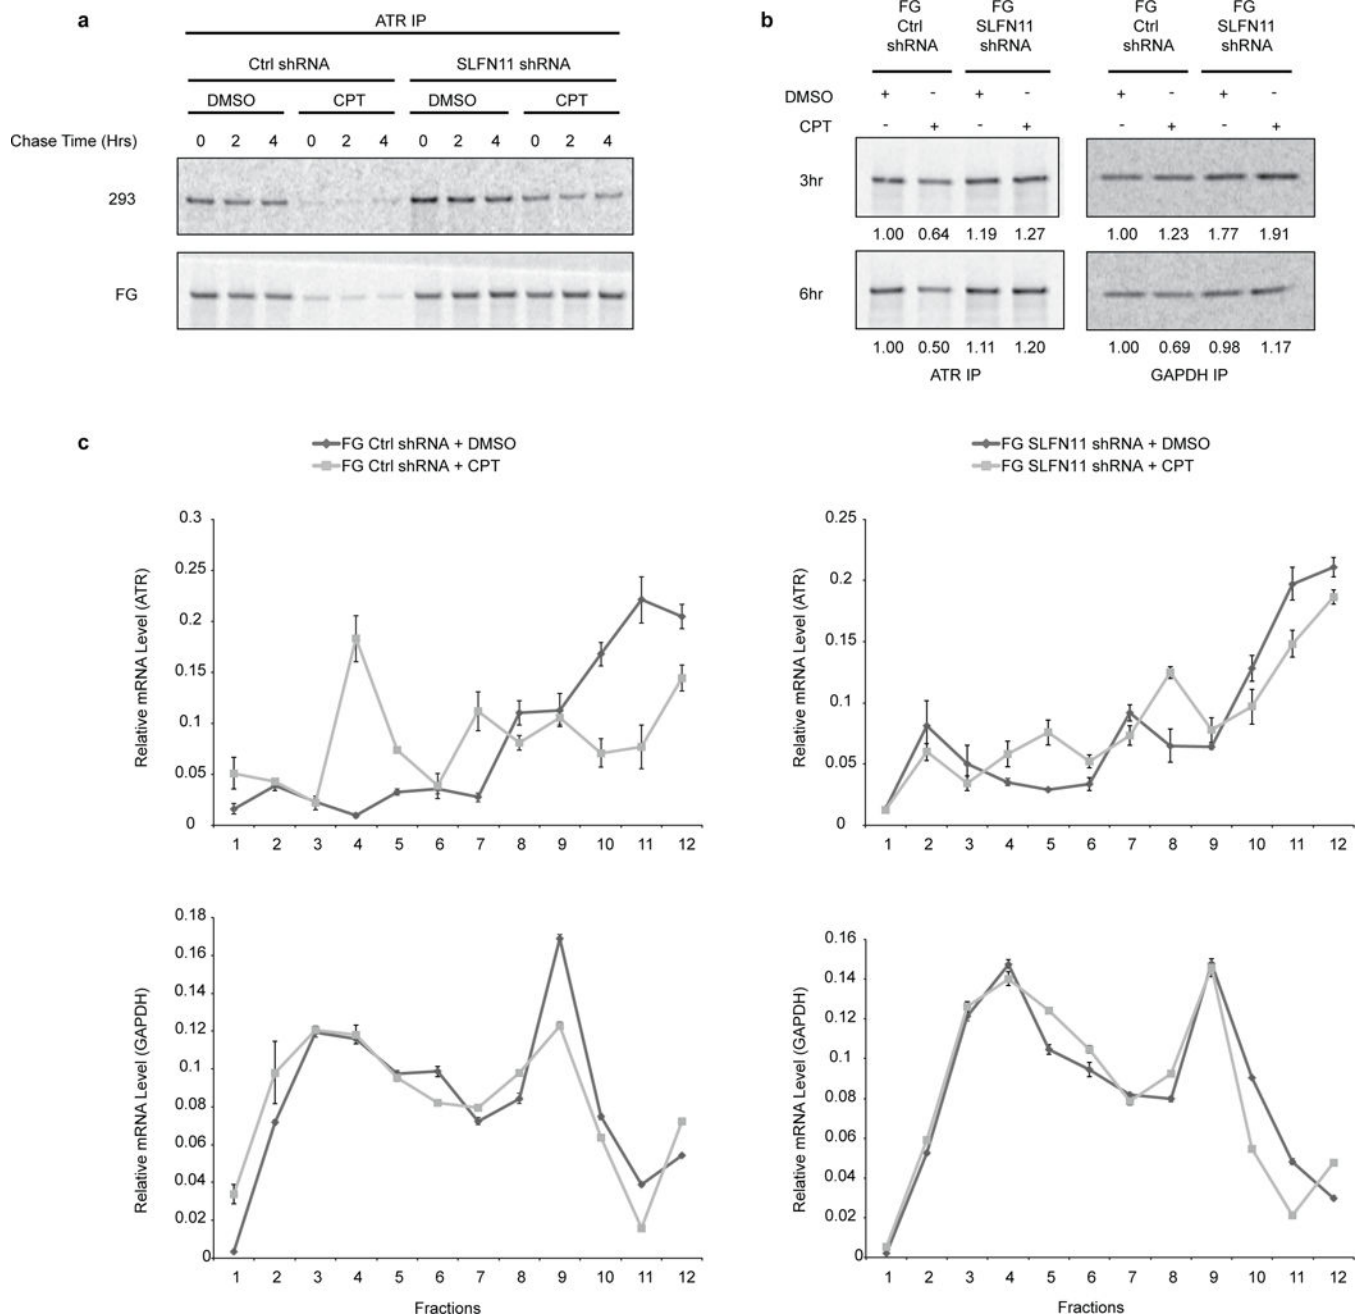 a
ATR IP
Ctrl shRNA SLFN11 shRNA
DMSO CPT DMSO CPT
Chase Time (Hrs) 0 2 4 0 2 4 0 2 4 0 2 4
293
FG
b
FG Ctrl shRNA
FG SLFN11 shRNA
FG Ctrl shRNA
FG SLFN11 shRNA
DMSO + - + - + - + -
CPT - + - + - + - +
3hr
1.00 0.64 1.19 1.27 1.00 1.23 1.77 1.91
6hr
1.00 0.50 1.11 1.20 1.00 0.69 0.98 1.17
ATR IP GAPDH IP
c
FG Ctrl shRNA + DMSO
FG Ctrl shRNA + CPT
Relative mRNA Level (ATR)
0.3
0.25
0.2
0.15
0.1
0.05
0
1 2 3 4 5 6 7 8 9 10 11 12
FG SLFN11 shRNA + DMSO
FG SLFN11 shRNA + CPT
Relative mRNA Level (ATR)
0.25
0.2
0.15
0.1
0.05
0
1 2 3 4 5 6 7 8 9 10 11 12
Relative mRNA Level (GAPDH)
0.18
0.16
0.14
0.12
0.1
0.08
0.06
0.04
0.02
0
1 2 3 4 5 6 7 8 9 10 11 12
Fractions
Relative mRNA Level (GAPDH)
0.16
0.14
0.12
0.1
0.08
0.06
0.04
0.02
0
1 2 3 4 5 6 7 8 9 10 11 12
Fractions